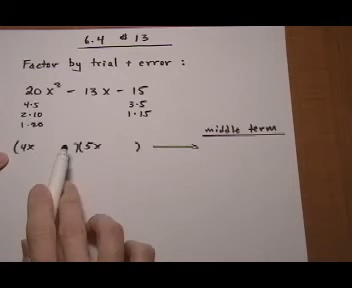 6.4 #13
Factor by trial + error :
20x² - 13x - 15
4·5 3·5
2·10 1·15
1·20
middle term
(4x )(5x )